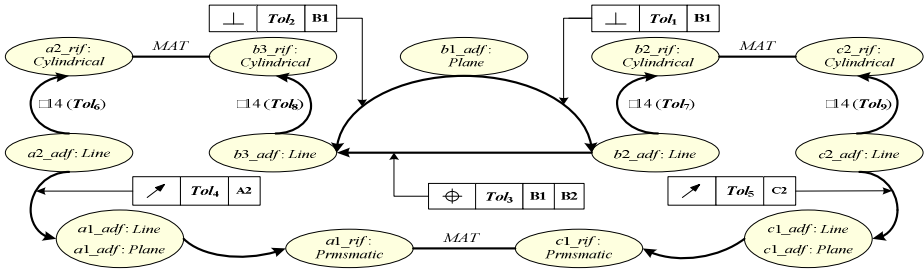 ⊥ Tol2 B1
⊥ Tol1 B1
a2_rif :
Cylindrical
MAT
b3_rif :
Cylindrical
b1_adf :
Plane
b2_rif :
Cylindrical
MAT
c2_rif :
Cylindrical
□14 (Tol6)
□14 (Tol8)
□14 (Tol7)
□14 (Tol9)
a2_adf : Line
b3_adf : Line
b2_adf : Line
c2_adf : Line
Tol4 A2
Tol3 B1 B2
Tol5 C2
a1_adf : Line
a1_adf : Plane
a1_rif :
Prmsmatic
MAT
c1_rif :
Prmsmatic
c1_adf : Line
c1_adf : Plane